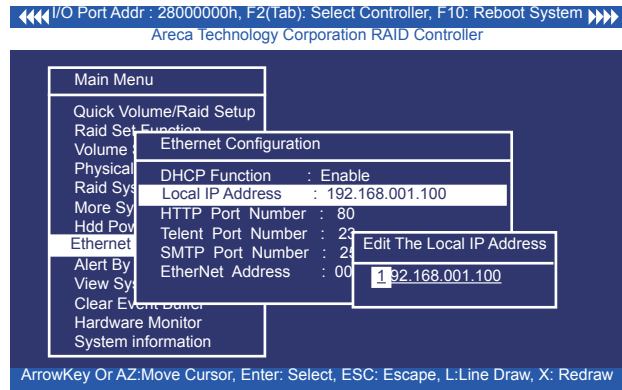 I/O Port Addr : 28000000h, F2(Tab): Select Controller, F10: Reboot System
Areca Technology Corporation RAID Controller
Main Menu
Quick Volume/Raid Setup
Raid Set Function
Volume
Physical
Raid Sys
More Sy
Hdd Pow
Ethernet
Alert By
View Sys
Clear Event Buffer
Hardware Monitor
System information
Ethernet Configuration
DHCP Function : Enable
Local IP Address : 192.168.001.100
HTTP Port Number : 80
Telent Port Number : 23
SMTP Port Number : 25
EtherNet Address : 00
Edit The Local IP Address
192.168.001.100
ArrowKey Or AZ:Move Cursor, Enter: Select, ESC: Escape, L:Line Draw, X: Redraw